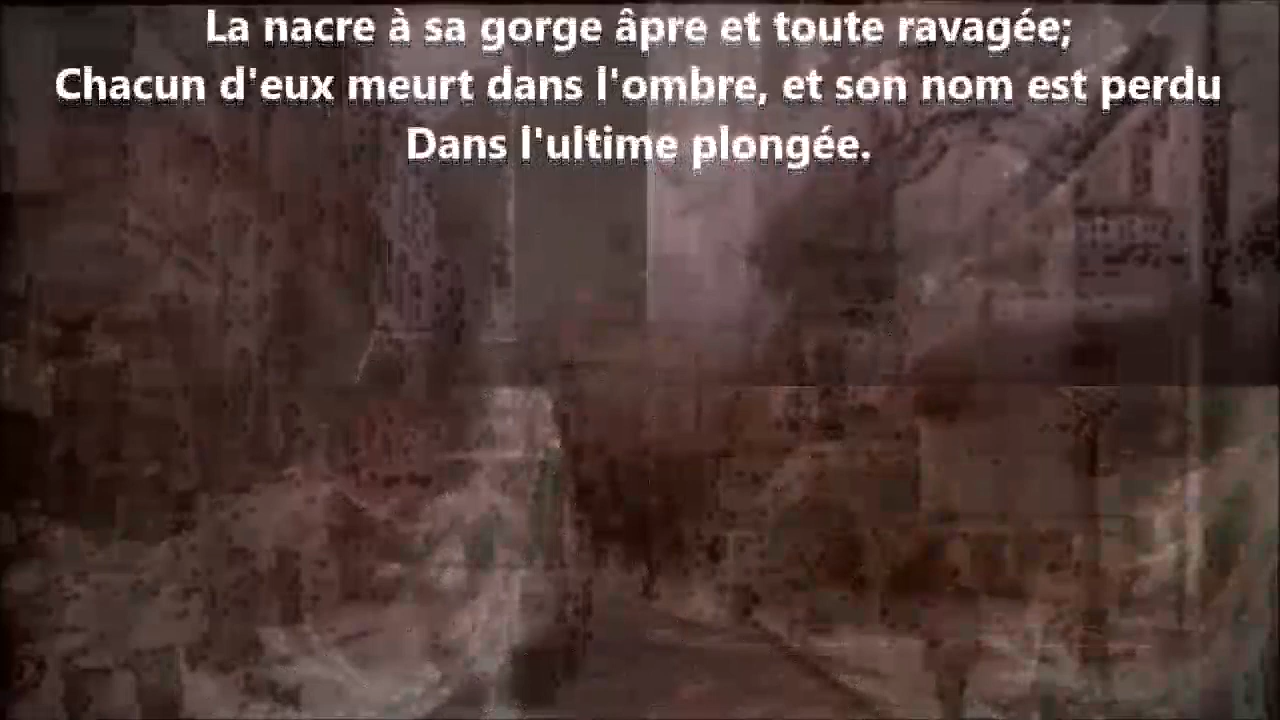 La nacre à sa gorge âpre et toute ravagée;
Chacun d'eux meurt dans l'ombre, et son nom est perdu
Dans l'ultime plongée.